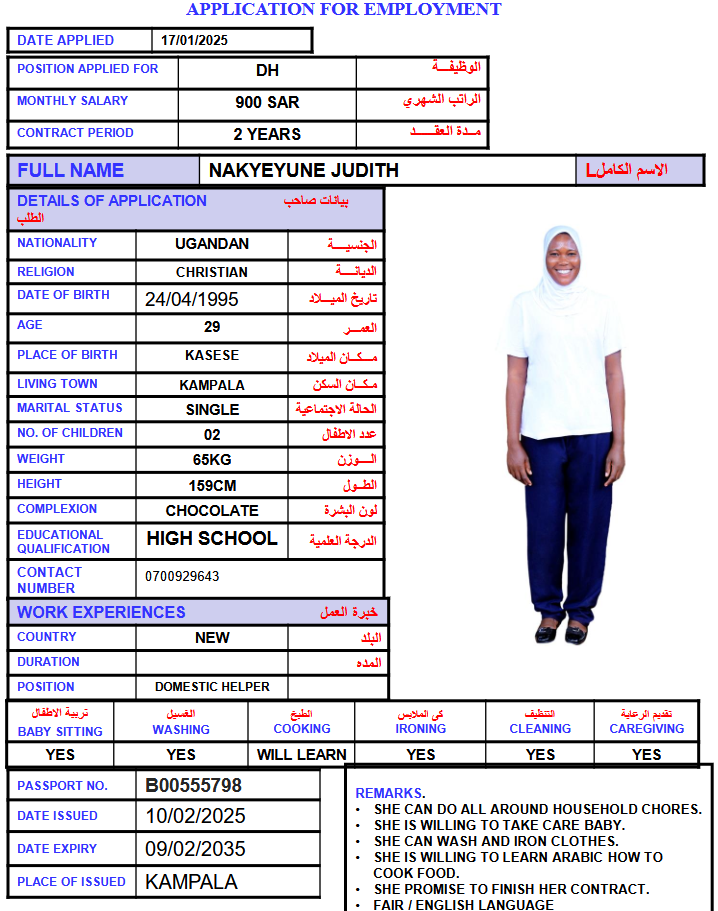 APPLICATION FOR EMPLOYMENT
DATE APPLIED 17/01/2025
POSITION APPLIED FOR DH الوظيفـــة
MONTHLY SALARY 900 SAR الراتب الشهري
CONTRACT PERIOD 2 YEARS مـدة العقـــد
FULL NAME NAKYEYUNE JUDITH الاسم الكاملL
DETAILS OF APPLICATION بيانات صاحب
الطلب
NATIONALITY UGANDAN الجنسيـــة
RELIGION CHRISTIAN الديانـــة
DATE OF BIRTH 24/04/1995 تاريخ الميـــلاد
AGE 29 العمـــر
PLACE OF BIRTH KASESE مـــكـان الميلاد
LIVING TOWN KAMPALA مكـان السكن
MARITAL STATUS SINGLE الحالة الاجتماعية
NO. OF CHILDREN 02 عدد الاطفال
WEIGHT 65KG الـــوزن
HEIGHT 159CM الطـول
COMPLEXION CHOCOLATE لون البشرة
EDUCATIONAL
QUALIFICATION HIGH SCHOOL الدرجة العلمية
CONTACT
NUMBER 0700929643
WORK EXPERIENCES خبرة العمل
COUNTRY NEW البلد
DURATION المده
POSITION DOMESTIC HELPER
تربية الاطفال الغسيل الطبخ كي الملابس التنظيف تقديم الرعاية
BABY SITTING WASHING COOKING IRONING CLEANING CAREGIVING
YES YES WILL LEARN YES YES YES
PASSPORT NO. B00555798
DATE ISSUED 10/02/2025
DATE EXPIRY 09/02/2035
PLACE OF ISSUED KAMPALA
REMARKS.
• SHE CAN DO ALL AROUND HOUSEHOLD CHORES.
• SHE IS WILLING TO TAKE CARE BABY.
• SHE CAN WASH AND IRON CLOTHES.
• SHE IS WILLING TO LEARN ARABIC HOW TO
COOK FOOD.
• SHE PROMISE TO FINISH HER CONTRACT.
• FAIR / ENGLISH LANGUAGE